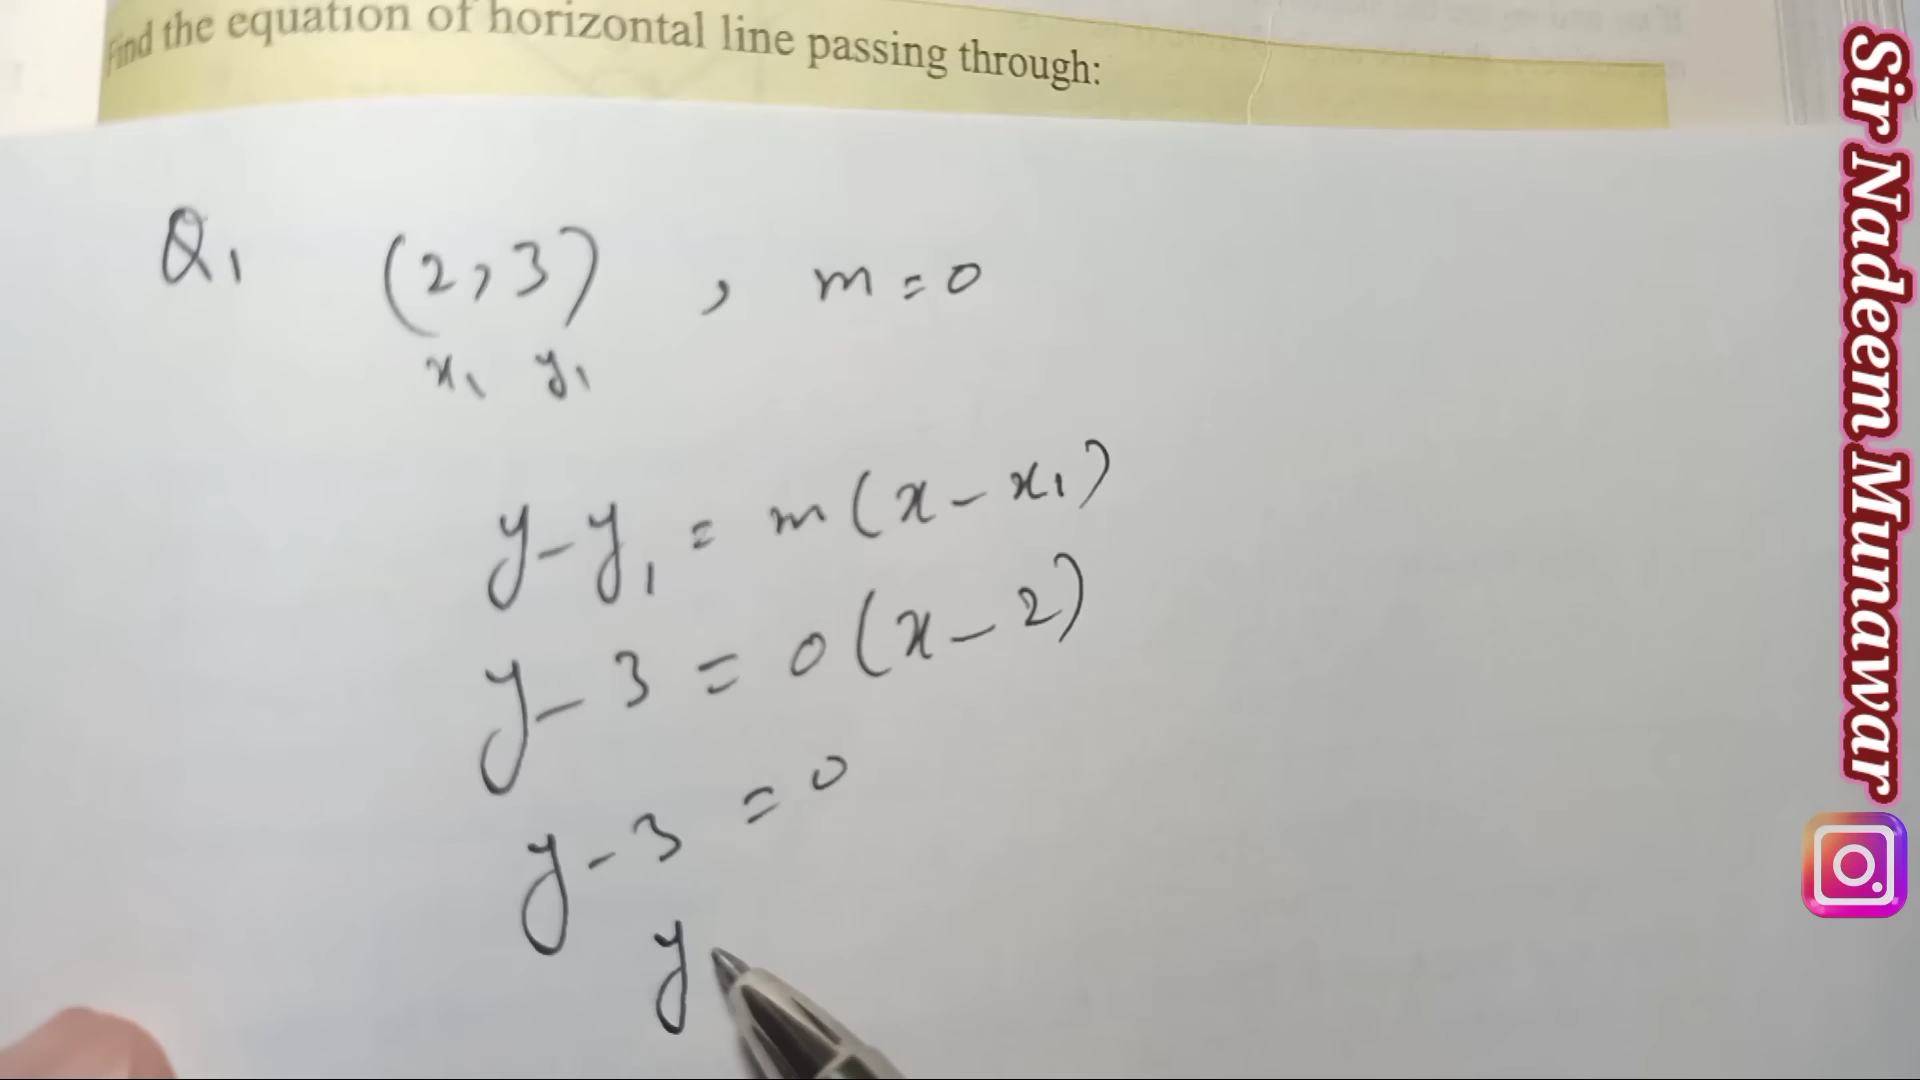 Find the equation of horizontal line passing through:
Q1 (2,3) , m=0
x1 y1
y-y1 = m(x-x1)
y-3 = 0(x-2)
y-3 = 0
y
Sir Nadeem Munawar